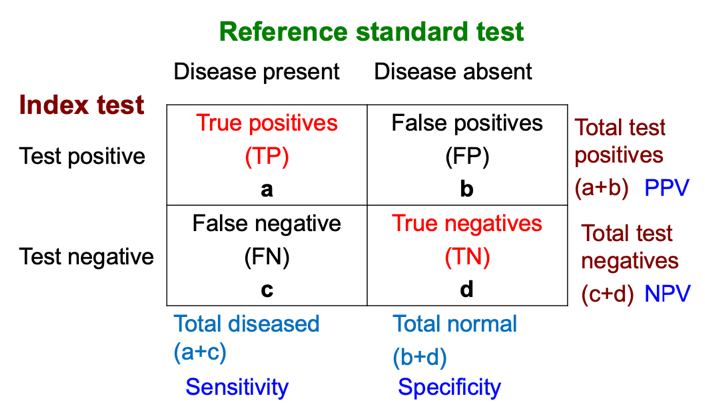 Reference standard test
Disease present Disease absent
Index test
True positives
False positives
Total test
positives
Test positive
(TP)
(FP)
(a+b) PPV
a
b
False negative
True negatives
Total test
negatives
Test negative
(FN)
(TN)
(c+d) NPV
c
d
Total diseased
(a+c)
Total normal
(b+d)
Sensitivity
Specificity